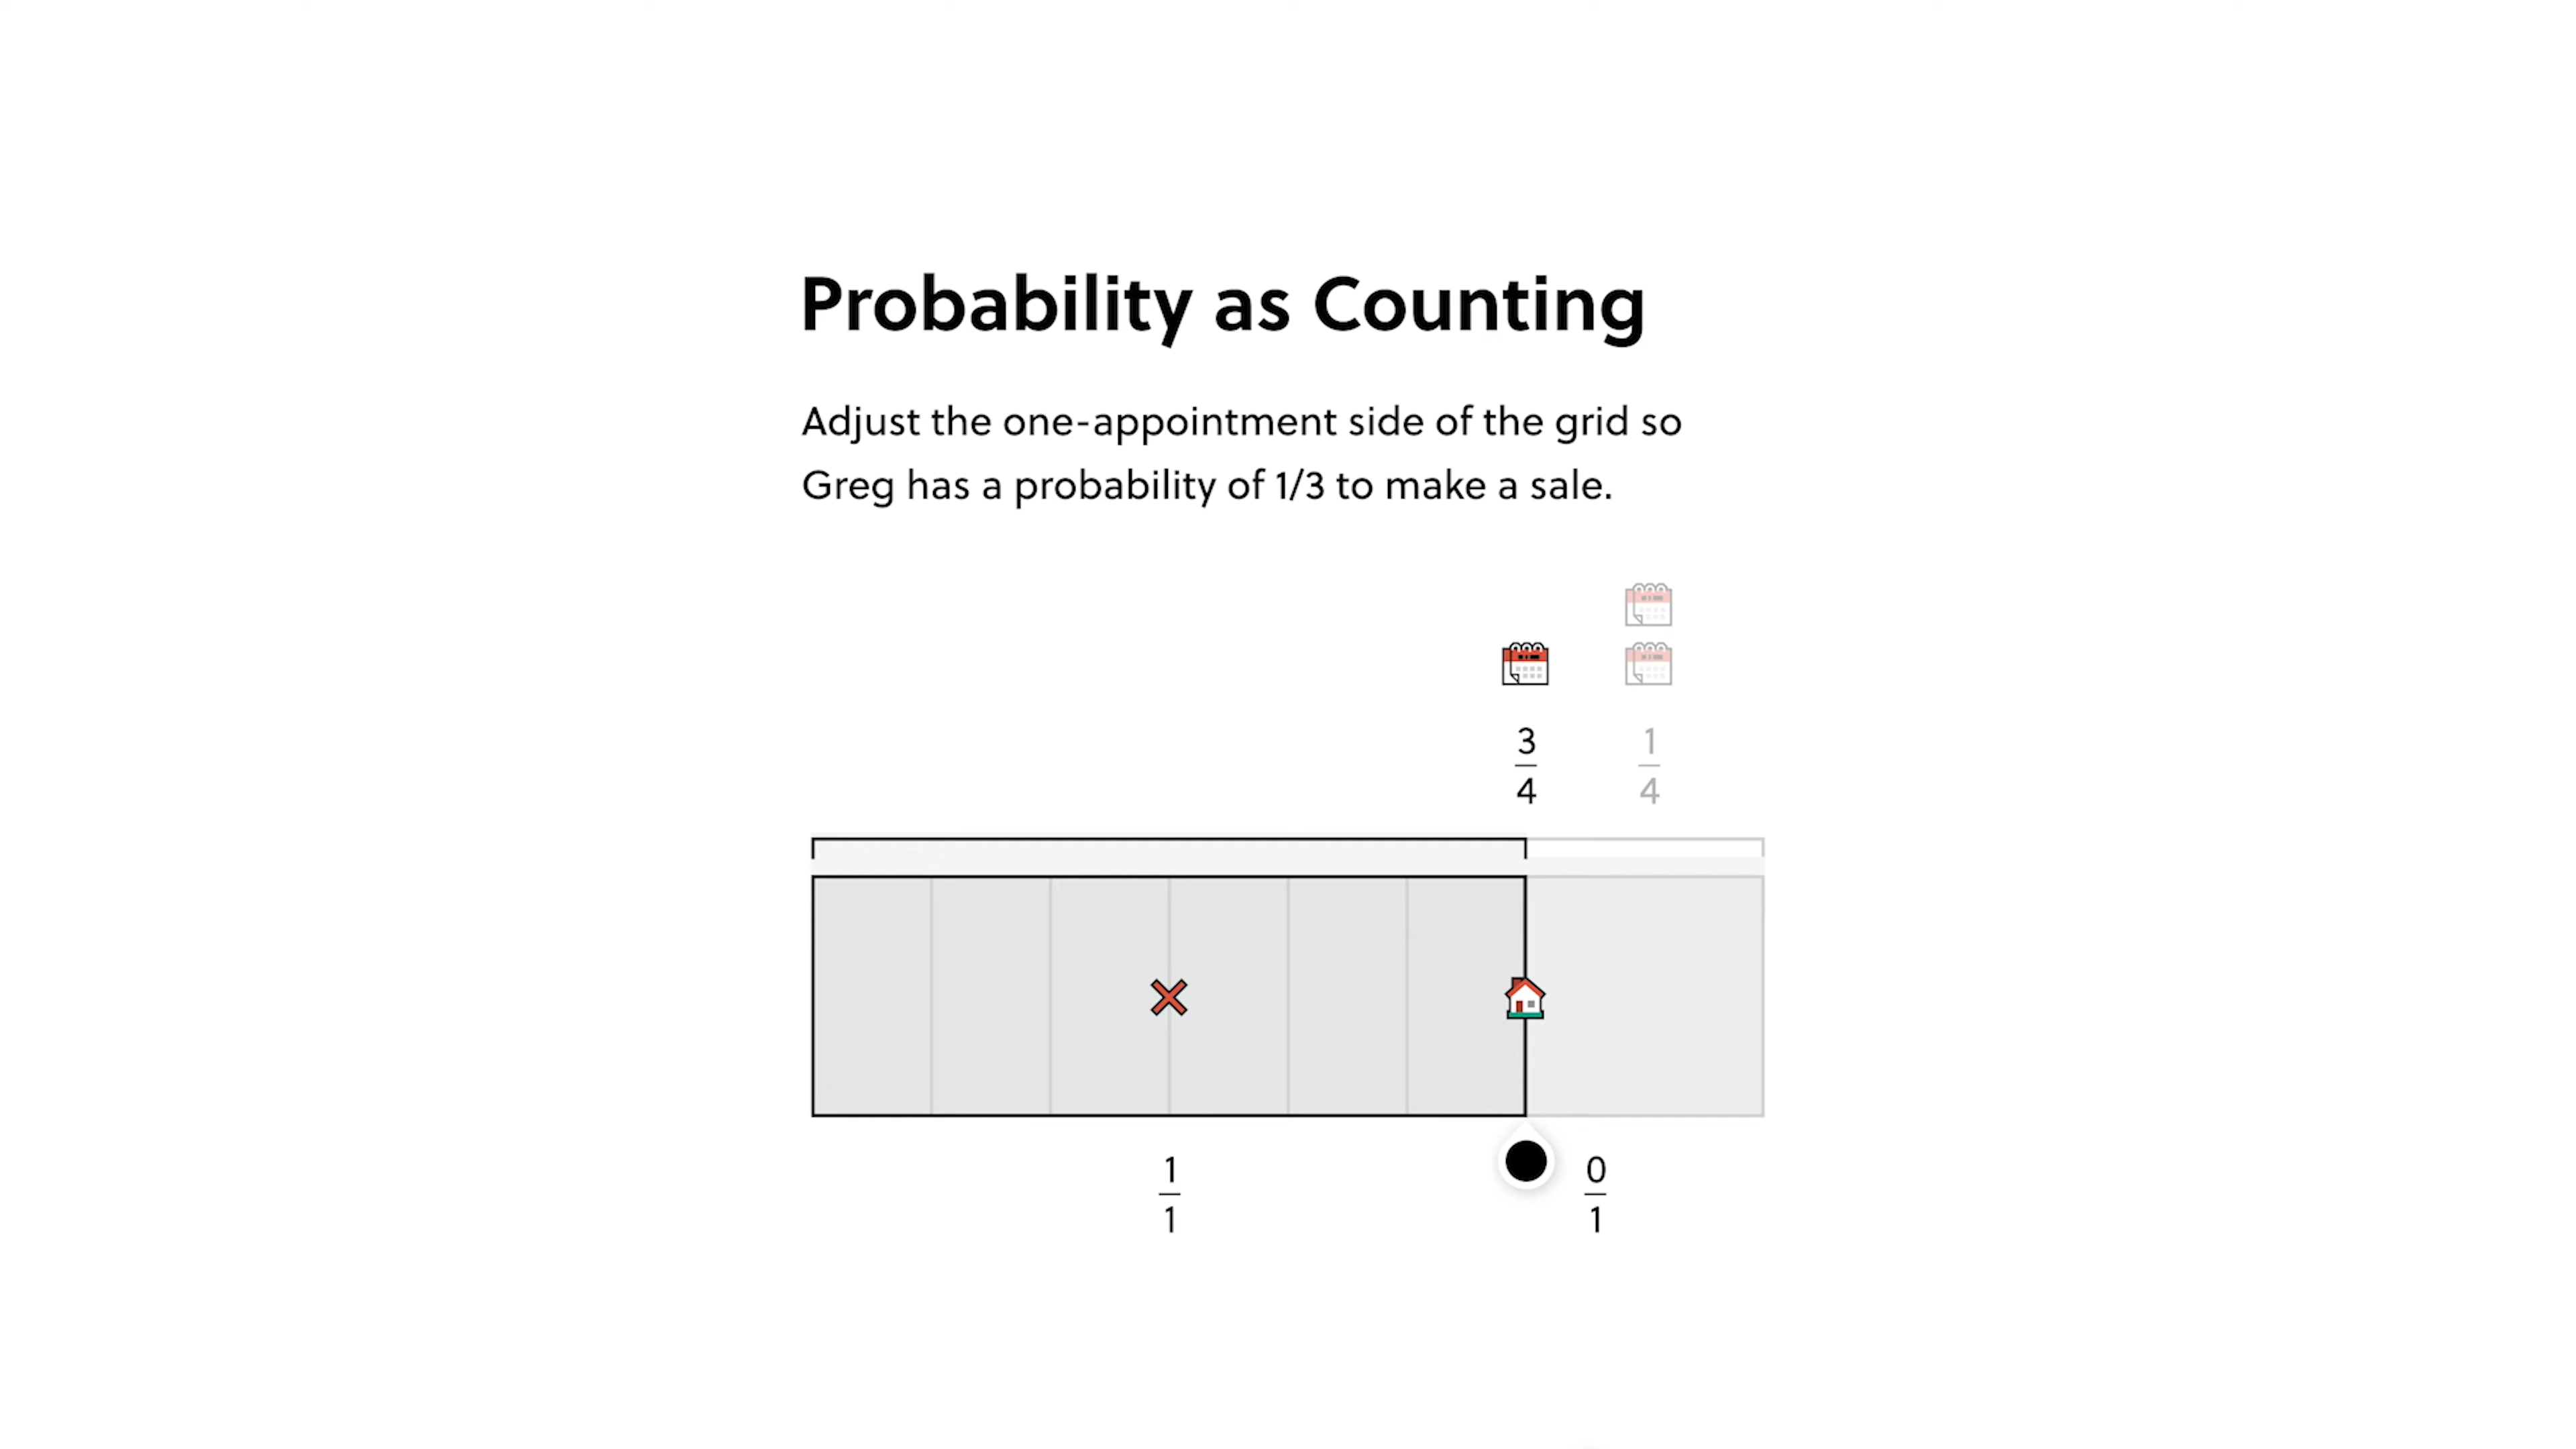 Probability as Counting
Adjust the one-appointment side of the grid so
Greg has a probability of 1/3 to make a sale.
3/4 1/4
1/1 0/1